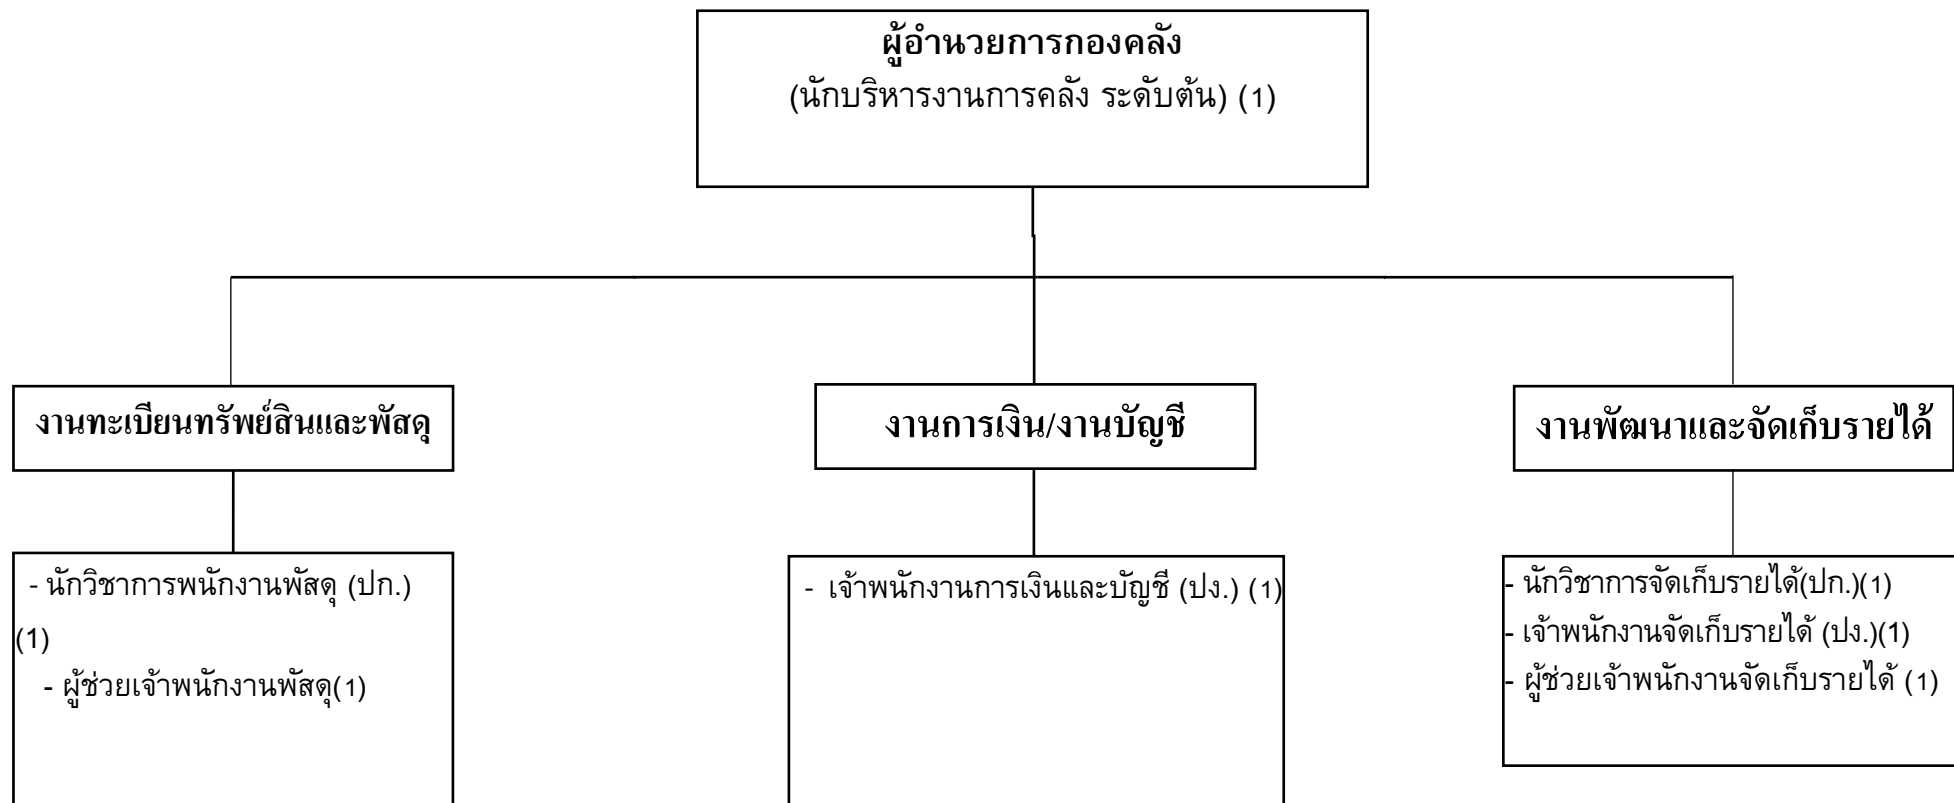 ผู้อำนวยการกองคลัง
(นักบริหารงานการคลัง ระดับต้น) (1)
งานทะเบียนทรัพย์สินและพัสดุ
งานการเงิน/งานบัญชี
งานพัฒนาและจัดเก็บรายได้
- นักวิชาการพนักงานพัสดุ (ปก.)
(1)
- ผู้ช่วยเจ้าพนักงานพัสดุ(1)
- เจ้าพนักงานการเงินและบัญชี (ปง.) (1)
- นักวิชาการจัดเก็บรายได้(ปก.)(1)
- เจ้าพนักงานจัดเก็บรายได้ (ปง.)(1)
- ผู้ช่วยเจ้าพนักงานจัดเก็บรายได้ (1)